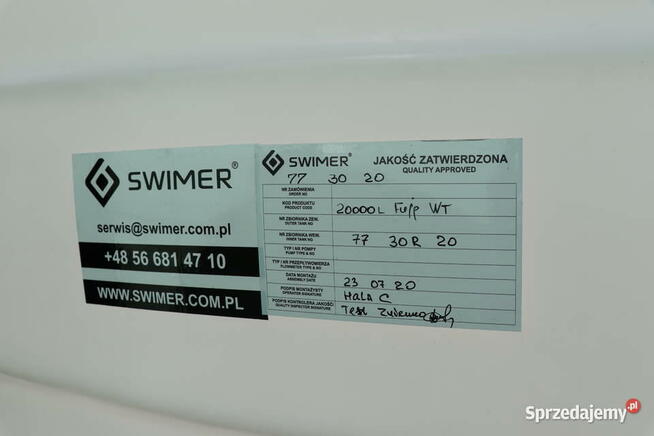 SWIMER®
serwis@swimer.com.pl
+48 56 681 47 10
WWW.SWIMER.COM.PL
SWIMER® JAKOŚĆ ZATWIERDZONA
QUALITY APPROVED
77 30 20
NR ZAMÓWIENIA
ORDER NO
KOD PRODUKTU
PRODUCT CODE
20000L Fu/p WT
NR ZBIORNIKA ZEW.
OUTER TANK NO
NR ZBIORNIKA WEW.
INNER TANK NO
77 30R 20
TYP I NR POMPY
PUMP TYPE & NO
TYP I NR PRZEPŁYWOMIERZA
FLOWMETER TYPE & NO
DATA MONTAŻU
ASSEMBLY DATE
23 07 20
PODPIS MONTAŻYSTY
OPERATOR SIGNATURE
Hala C
PODPIS KONTROLERA JAKOŚCI
QUALITY INSPECTOR SIGNATURE
Test
Sprzedajemy.pl